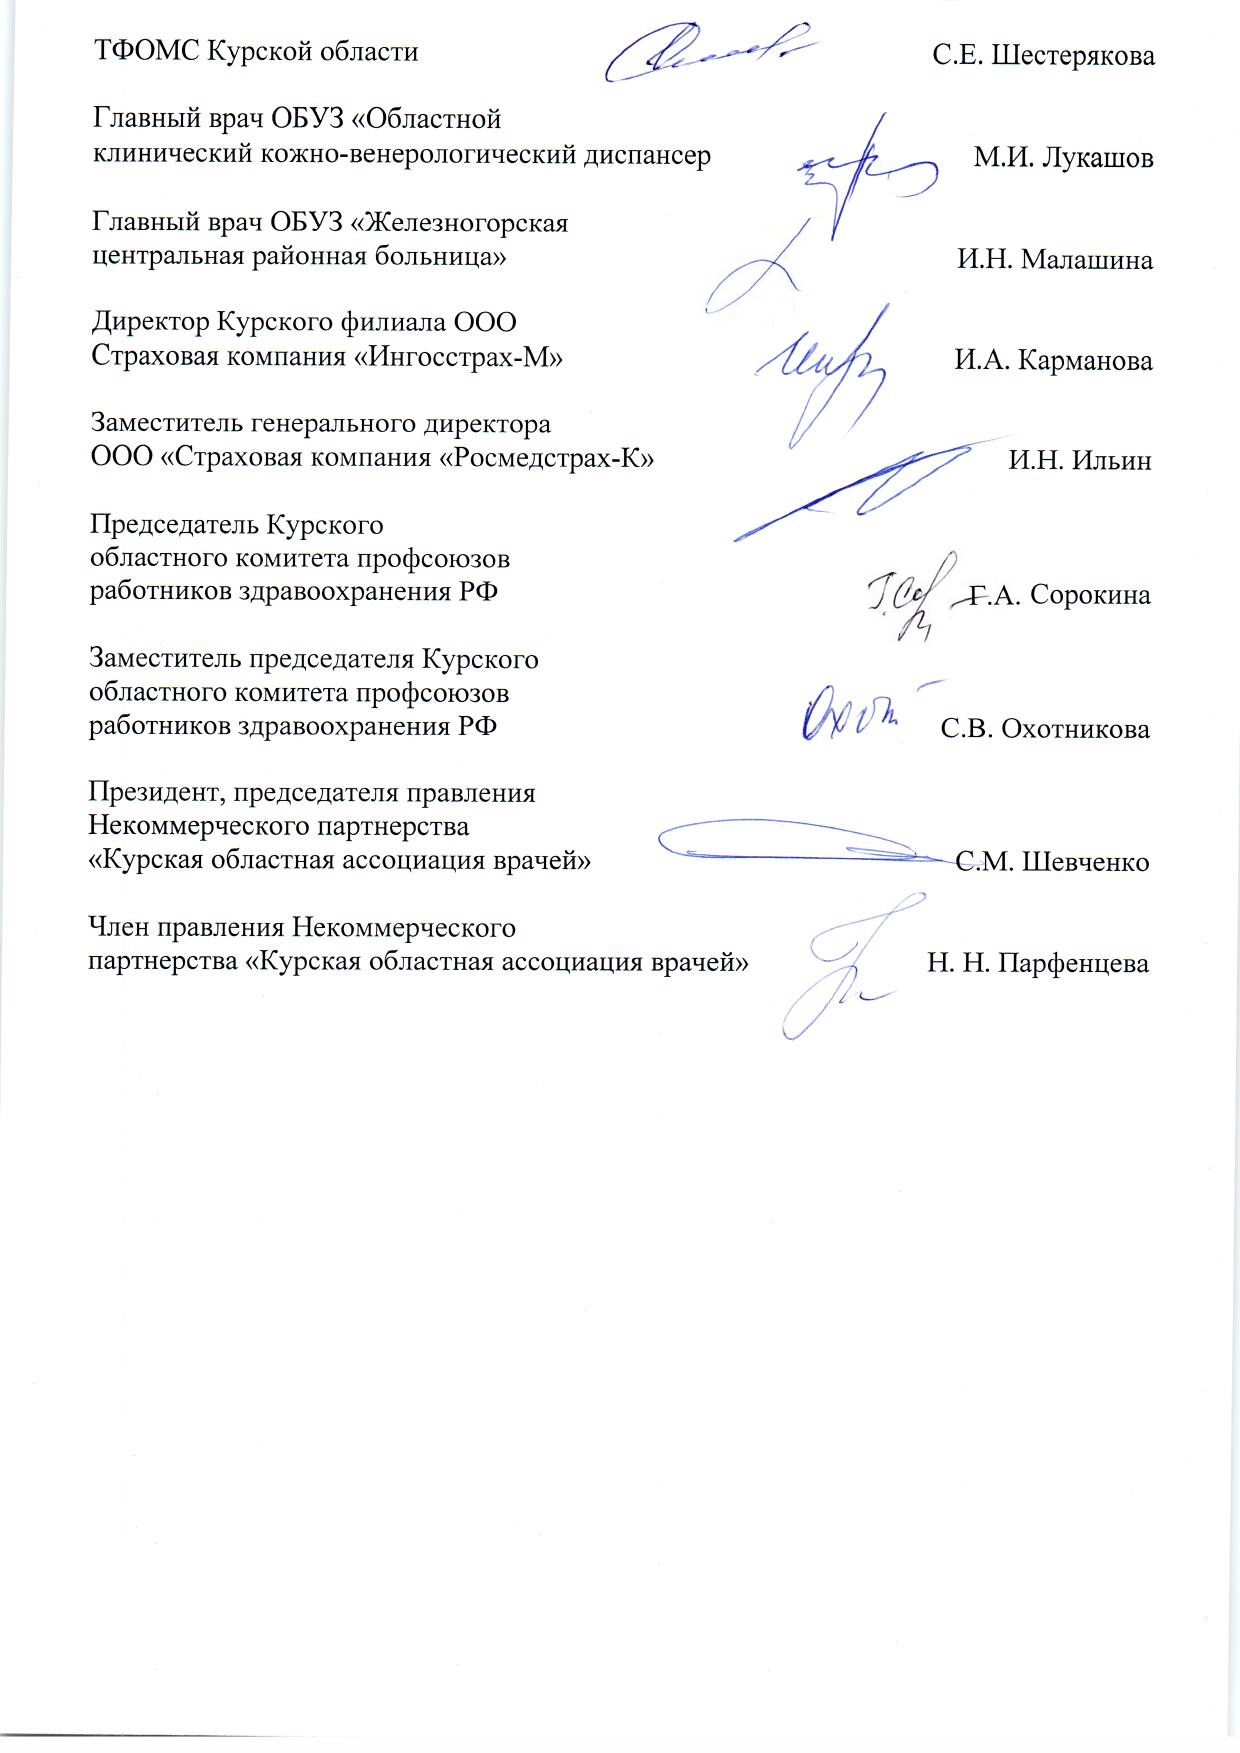 ТФОМС Курской области С.Е. Шестерякова
Главный врач ОБУЗ «Областной
клинический кожно-венерологический диспансер М.И. Лукашов
Главный врач ОБУЗ «Железногорская
центральная районная больница» И.Н. Малашина
Директор Курского филиала ООО
Страховая компания «Ингосстрах-М» И.А. Карманова
Заместитель генерального директора
ООО «Страховая компания «Росмедстрах-К» И.Н. Ильин
Председатель Курского
областного комитета профсоюзов
работников здравоохранения РФ Г.А. Сорокина
Заместитель председателя Курского
областного комитета профсоюзов
работников здравоохранения РФ С.В. Охотникова
Президент, председателя правления
Некоммерческого партнерства
«Курская областная ассоциация врачей» С.М. Шевченко
Член правления Некоммерческого
партнерства «Курская областная ассоциация врачей» Н. Н. Парфенцева